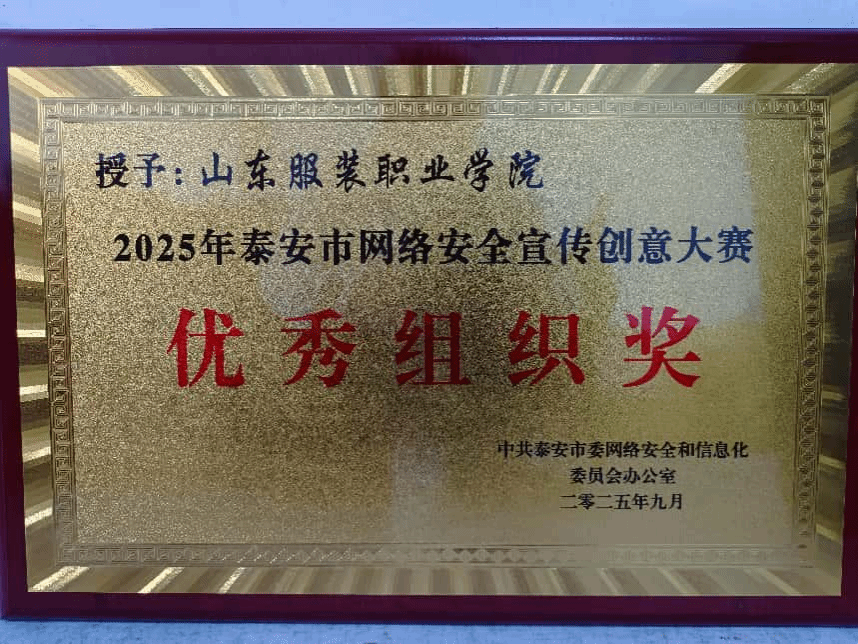 授予：山东服装职业学院
2025年泰安市网络安全宣传创意大赛
优秀组织奖
中共泰安市委网络安全和信息化
委员会办公室
二零二五年九月